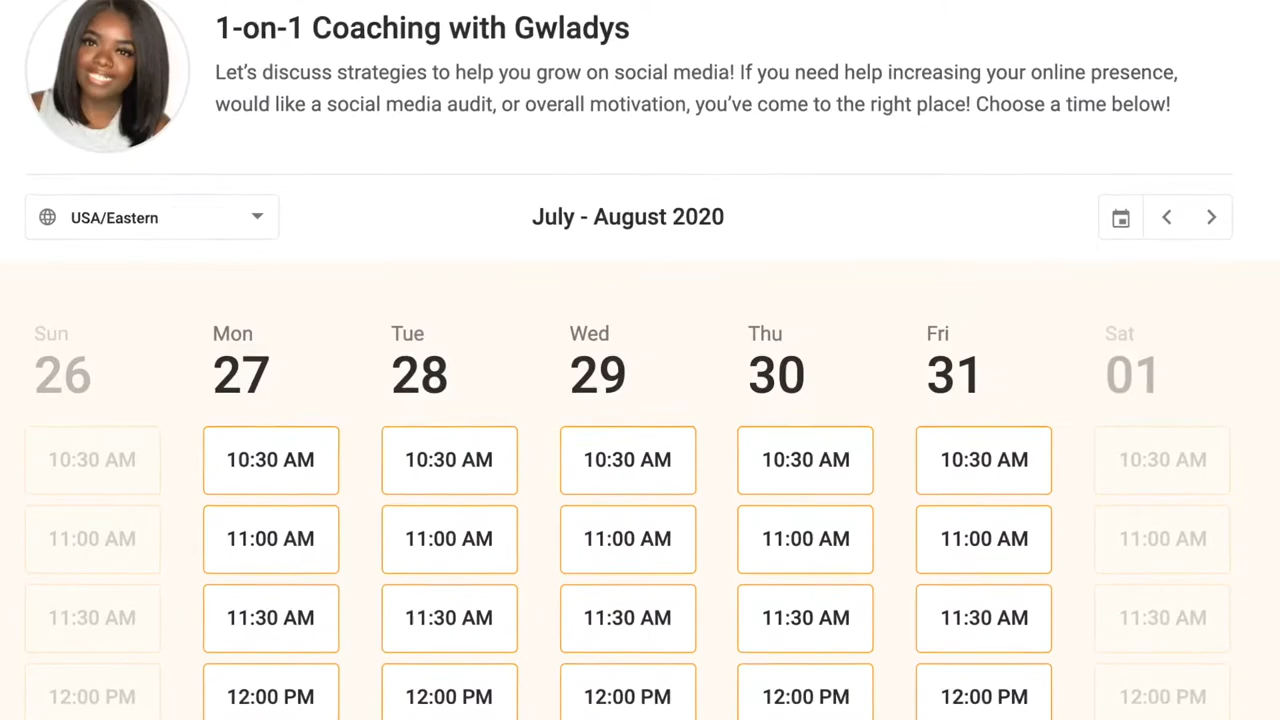 1-on-1 Coaching with Gwladys
Let’s discuss strategies to help you grow on social media! If you need help increasing your online presence,
would like a social media audit, or overall motivation, you’ve come to the right place! Choose a time below!
USA/Eastern
July - August 2020
Sun Mon Tue Wed Thu Fri Sat
26 27 28 29 30 31 01
10:30 AM 10:30 AM 10:30 AM 10:30 AM 10:30 AM 10:30 AM 10:30 AM
11:00 AM 11:00 AM 11:00 AM 11:00 AM 11:00 AM 11:00 AM 11:00 AM
11:30 AM 11:30 AM 11:30 AM 11:30 AM 11:30 AM 11:30 AM 11:30 AM
12:00 PM 12:00 PM 12:00 PM 12:00 PM 12:00 PM 12:00 PM 12:00 PM